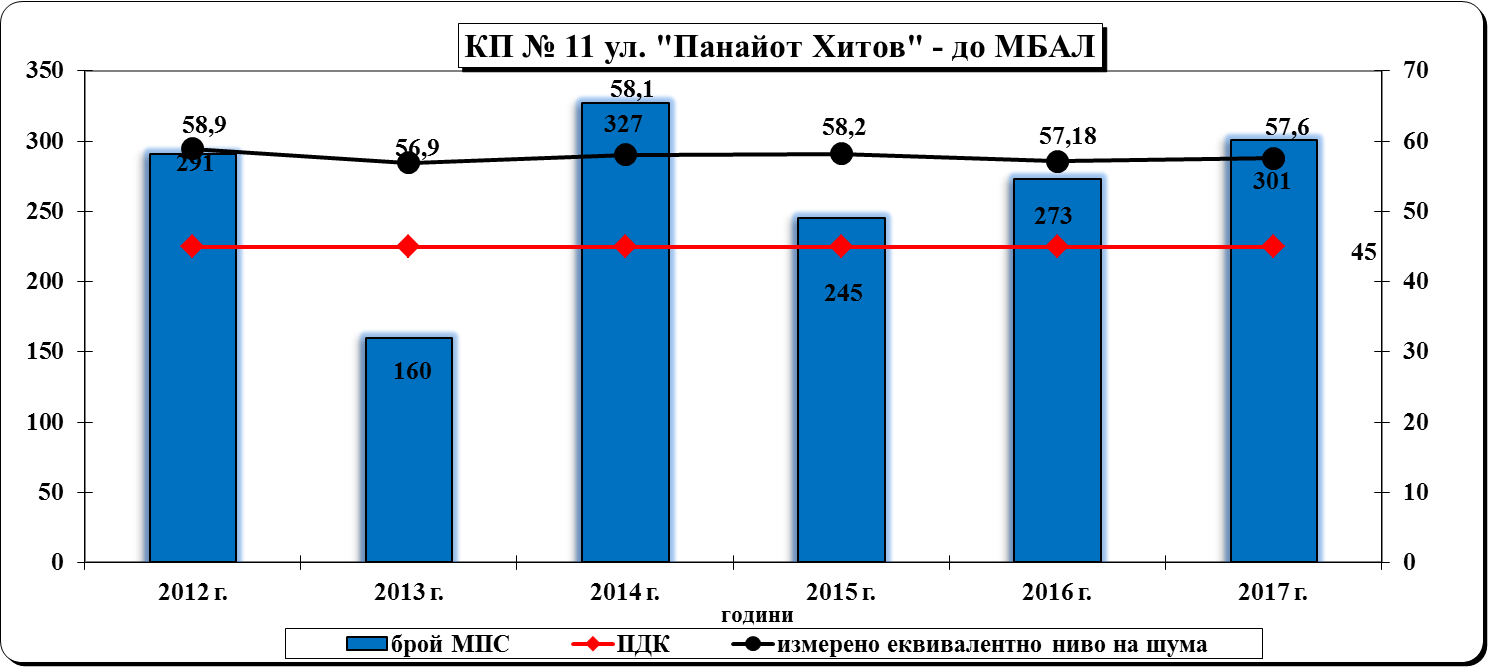 КП № 11 ул. "Панайот Хитов" - до МБАЛ
350
300
250
200
150
100
50
0
70
60
50
40
30
20
10
0
58,9
56,9
58,1
58,2
57,18
57,6
291
160
327
245
273
301
45
2012 г.
2013 г.
2014 г.
2015 г.
2016 г.
2017 г.
години
брой МПС
ПДК
измерено еквивалентно ниво на шума